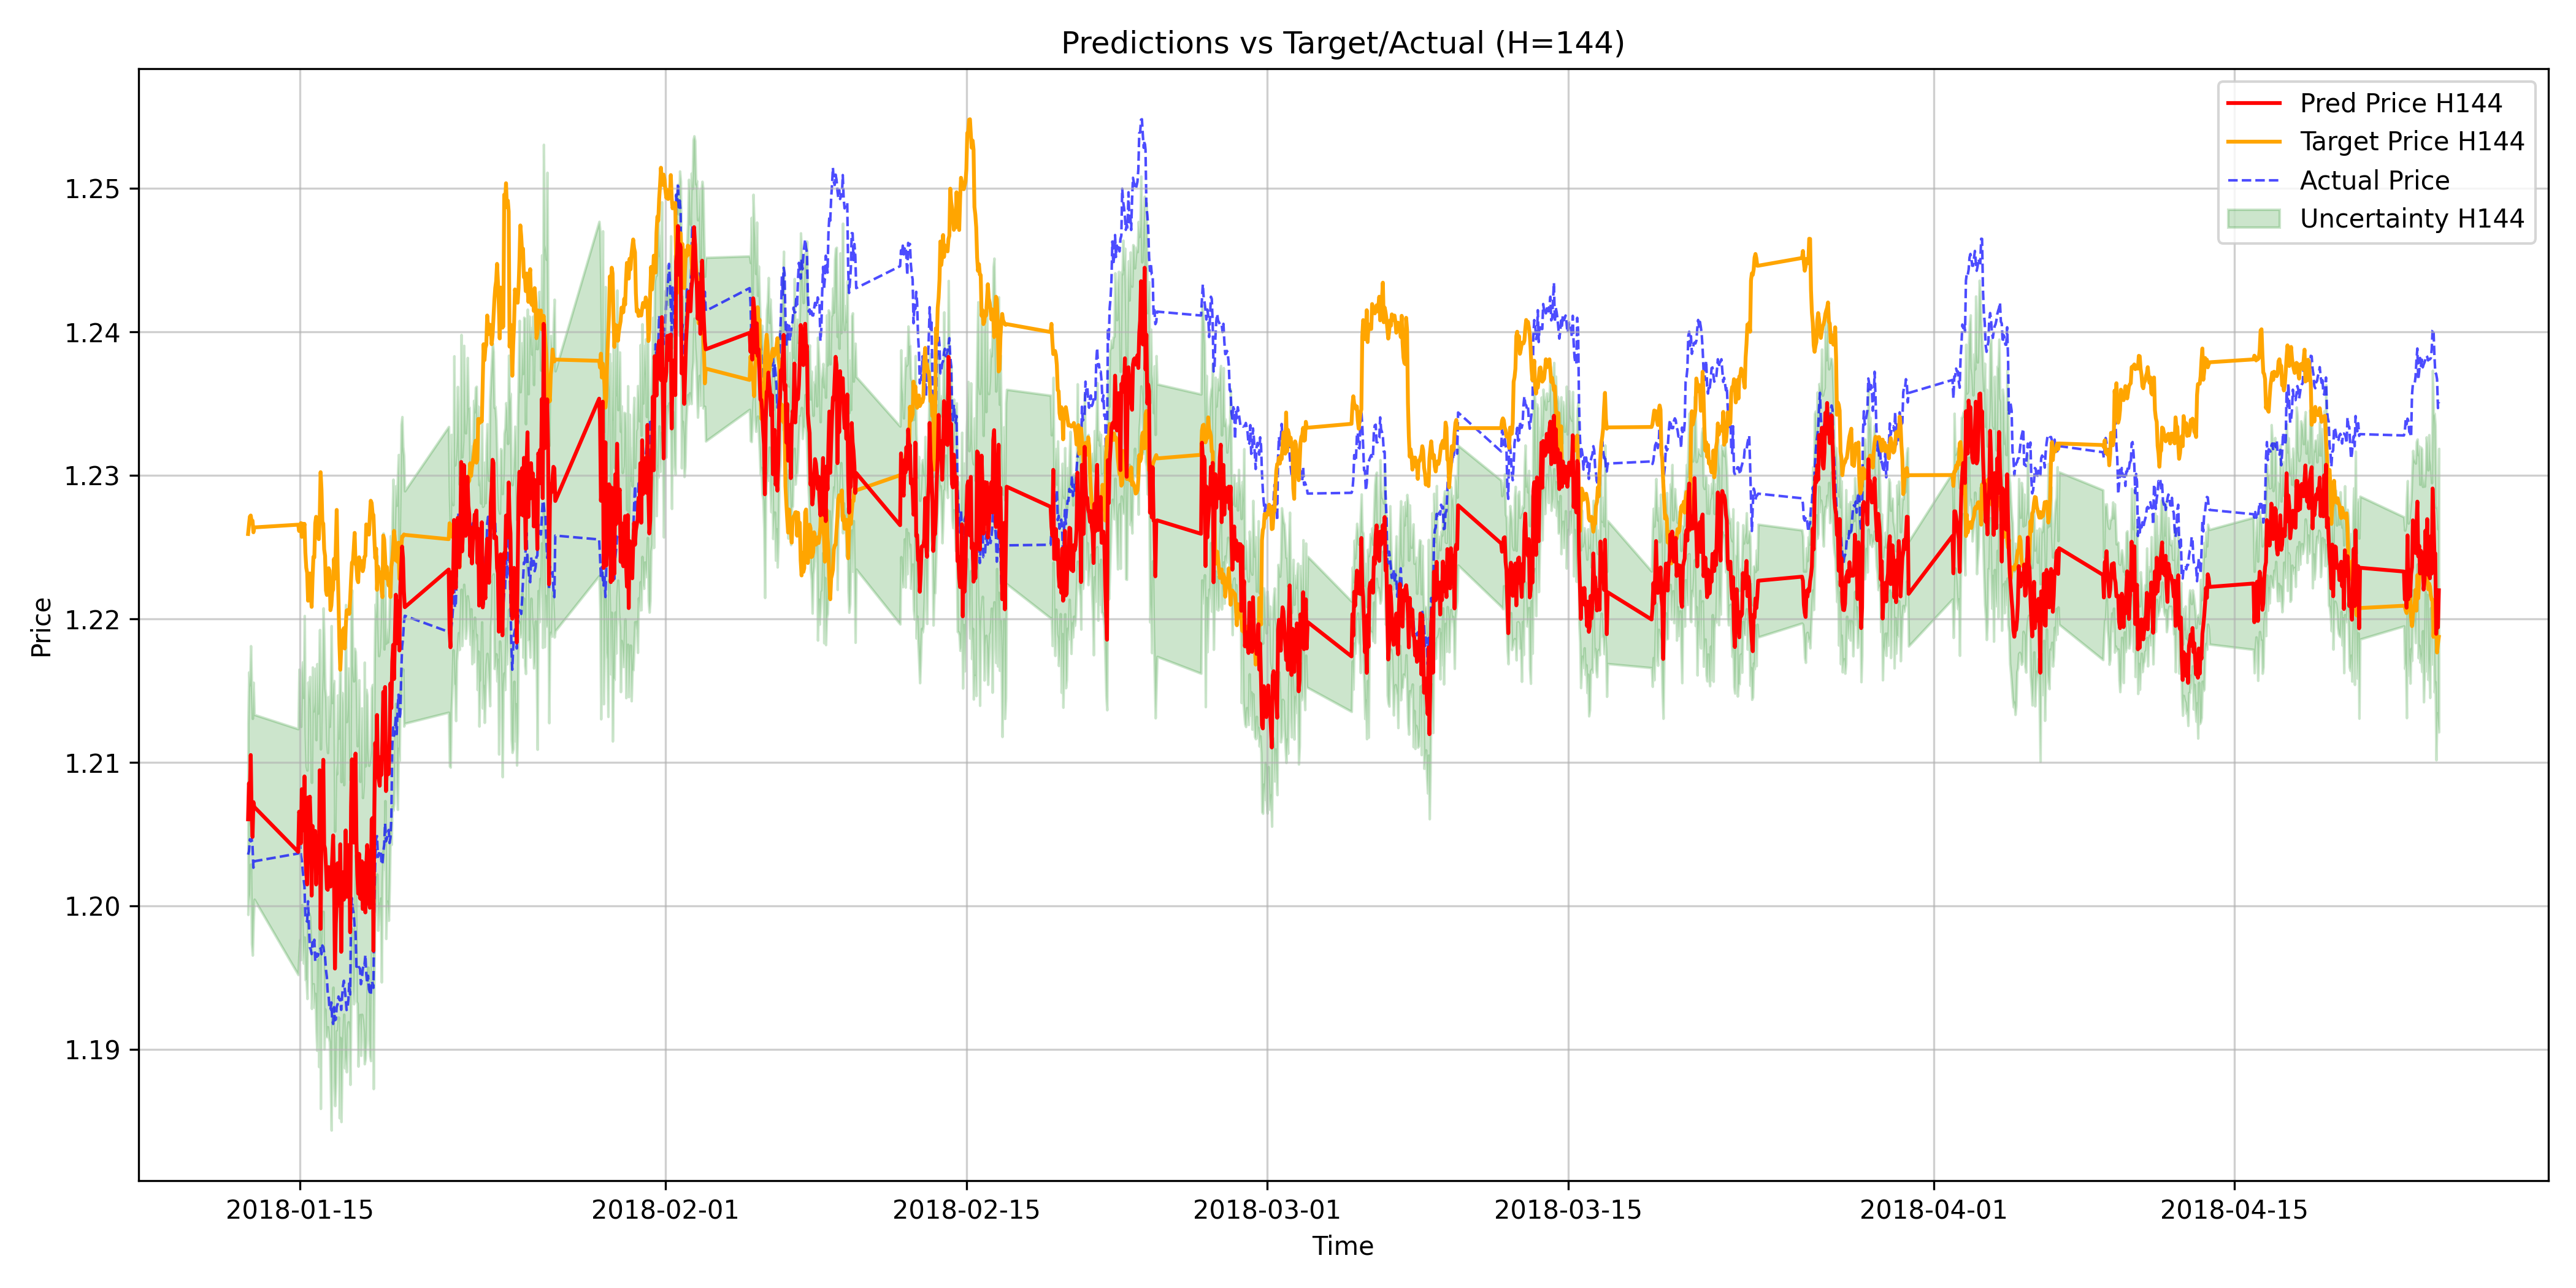 Predictions vs Target/Actual (H=144)
Pred Price H144
Target Price H144
Actual Price
Uncertainty H144
Price
1.25
1.24
1.23
1.22
1.21
1.20
1.19
2018-01-15
2018-02-01
2018-02-15
2018-03-01
2018-03-15
2018-04-01
2018-04-15
Time